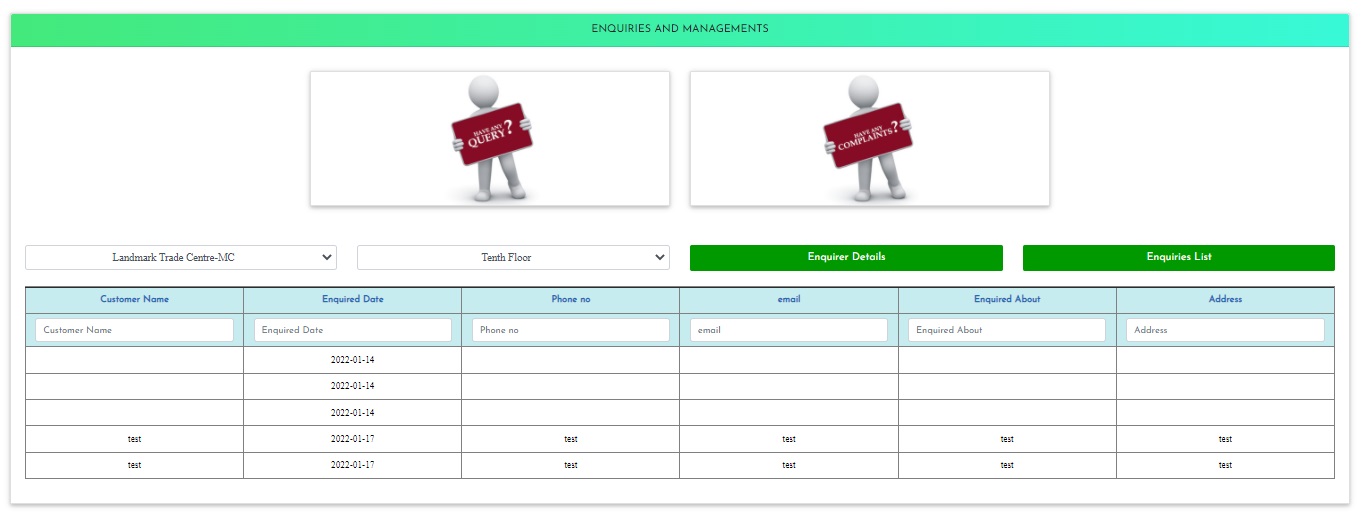 ENQUIRIES AND MANAGEMENTS
HAVE ANY
QUERY?
HAVE ANY
COMPLAINTS?
Landmark Trade Centre-MC
Tenth Floor
Enquirer Details
Enquiries List
Customer Name Enquired Date Phone no email Enquired About Address
Customer Name Enquired Date Phone no email Enquired About Address
2022-01-14
2022-01-14
2022-01-14
test 2022-01-17 test test test test
test 2022-01-17 test test test test